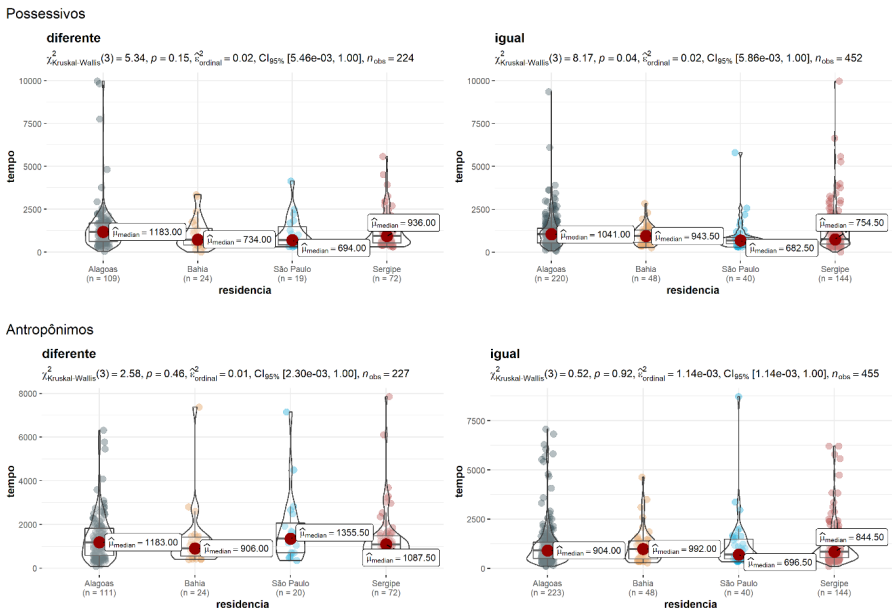 Possessivos
diferente
χ²Kruskal-Wallis(3) = 5.34, p = 0.15, ε̂²ordinal = 0.02, CI95% [5.46e-03, 1.00], nobs = 224
tempo
10000
7500
5000
2500
0
μ̂median = 1183.00
μ̂median = 734.00
μ̂median = 694.00
μ̂median = 936.00
Alagoas
(n = 109)
Bahia
(n = 24)
São Paulo
(n = 19)
Sergipe
(n = 72)
residencia
igual
χ²Kruskal-Wallis(3) = 8.17, p = 0.04, ε̂²ordinal = 0.02, CI95% [5.86e-03, 1.00], nobs = 452
tempo
10000
7500
5000
2500
0
μ̂median = 1041.00
μ̂median = 943.50
μ̂median = 682.50
μ̂median = 754.50
Alagoas
(n = 220)
Bahia
(n = 48)
São Paulo
(n = 40)
Sergipe
(n = 144)
residencia
Antropônimos
diferente
χ²Kruskal-Wallis(3) = 2.58, p = 0.46, ε̂²ordinal = 0.01, CI95% [2.30e-03, 1.00], nobs = 227
tempo
8000
6000
4000
2000
0
μ̂median = 1183.00
μ̂median = 906.00
μ̂median = 1355.50
μ̂median = 1087.50
Alagoas
(n = 111)
Bahia
(n = 24)
São Paulo
(n = 20)
Sergipe
(n = 72)
residencia
igual
χ²Kruskal-Wallis(3) = 0.52, p = 0.92, ε̂²ordinal = 1.14e-03, CI95% [1.14e-03, 1.00], nobs = 455
tempo
7500
5000
2500
0
μ̂median = 904.00
μ̂median = 992.00
μ̂median = 696.50
μ̂median = 844.50
Alagoas
(n = 223)
Bahia
(n = 48)
São Paulo
(n = 40)
Sergipe
(n = 144)
residencia